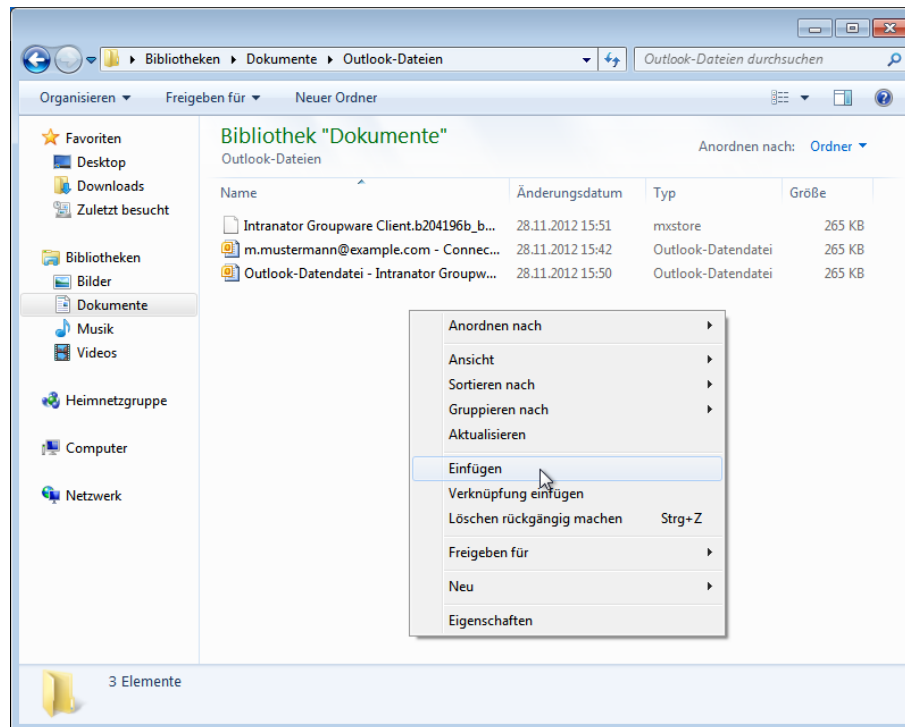 Bibliotheken Dokumente Outlook-Dateien
Outlook-Dateien durchsuchen
Organisieren Freigeben für Neuer Ordner
Favoriten
Desktop
Downloads
Zuletzt besucht
Bibliotheken
Bilder
Dokumente
Musik
Videos
Heimnetzgruppe
Computer
Netzwerk
Bibliothek "Dokumente"
Outlook-Dateien
Anordnen nach: Ordner
Name Änderungsdatum Typ Größe
Intranator Groupware Client.b204196b_b... 28.11.2012 15:51 mxstore 265 KB
m.mustermann@example.com - Connec... 28.11.2012 15:42 Outlook-Datendatei 265 KB
Outlook-Datendatei - Intranator Groupw... 28.11.2012 15:50 Outlook-Datendatei 265 KB
Anordnen nach
Ansicht
Sortieren nach
Gruppieren nach
Aktualisieren
Einfügen
Verknüpfung einfügen
Löschen rückgängig machen Strg+Z
Freigeben für
Neu
Eigenschaften
3 Elemente